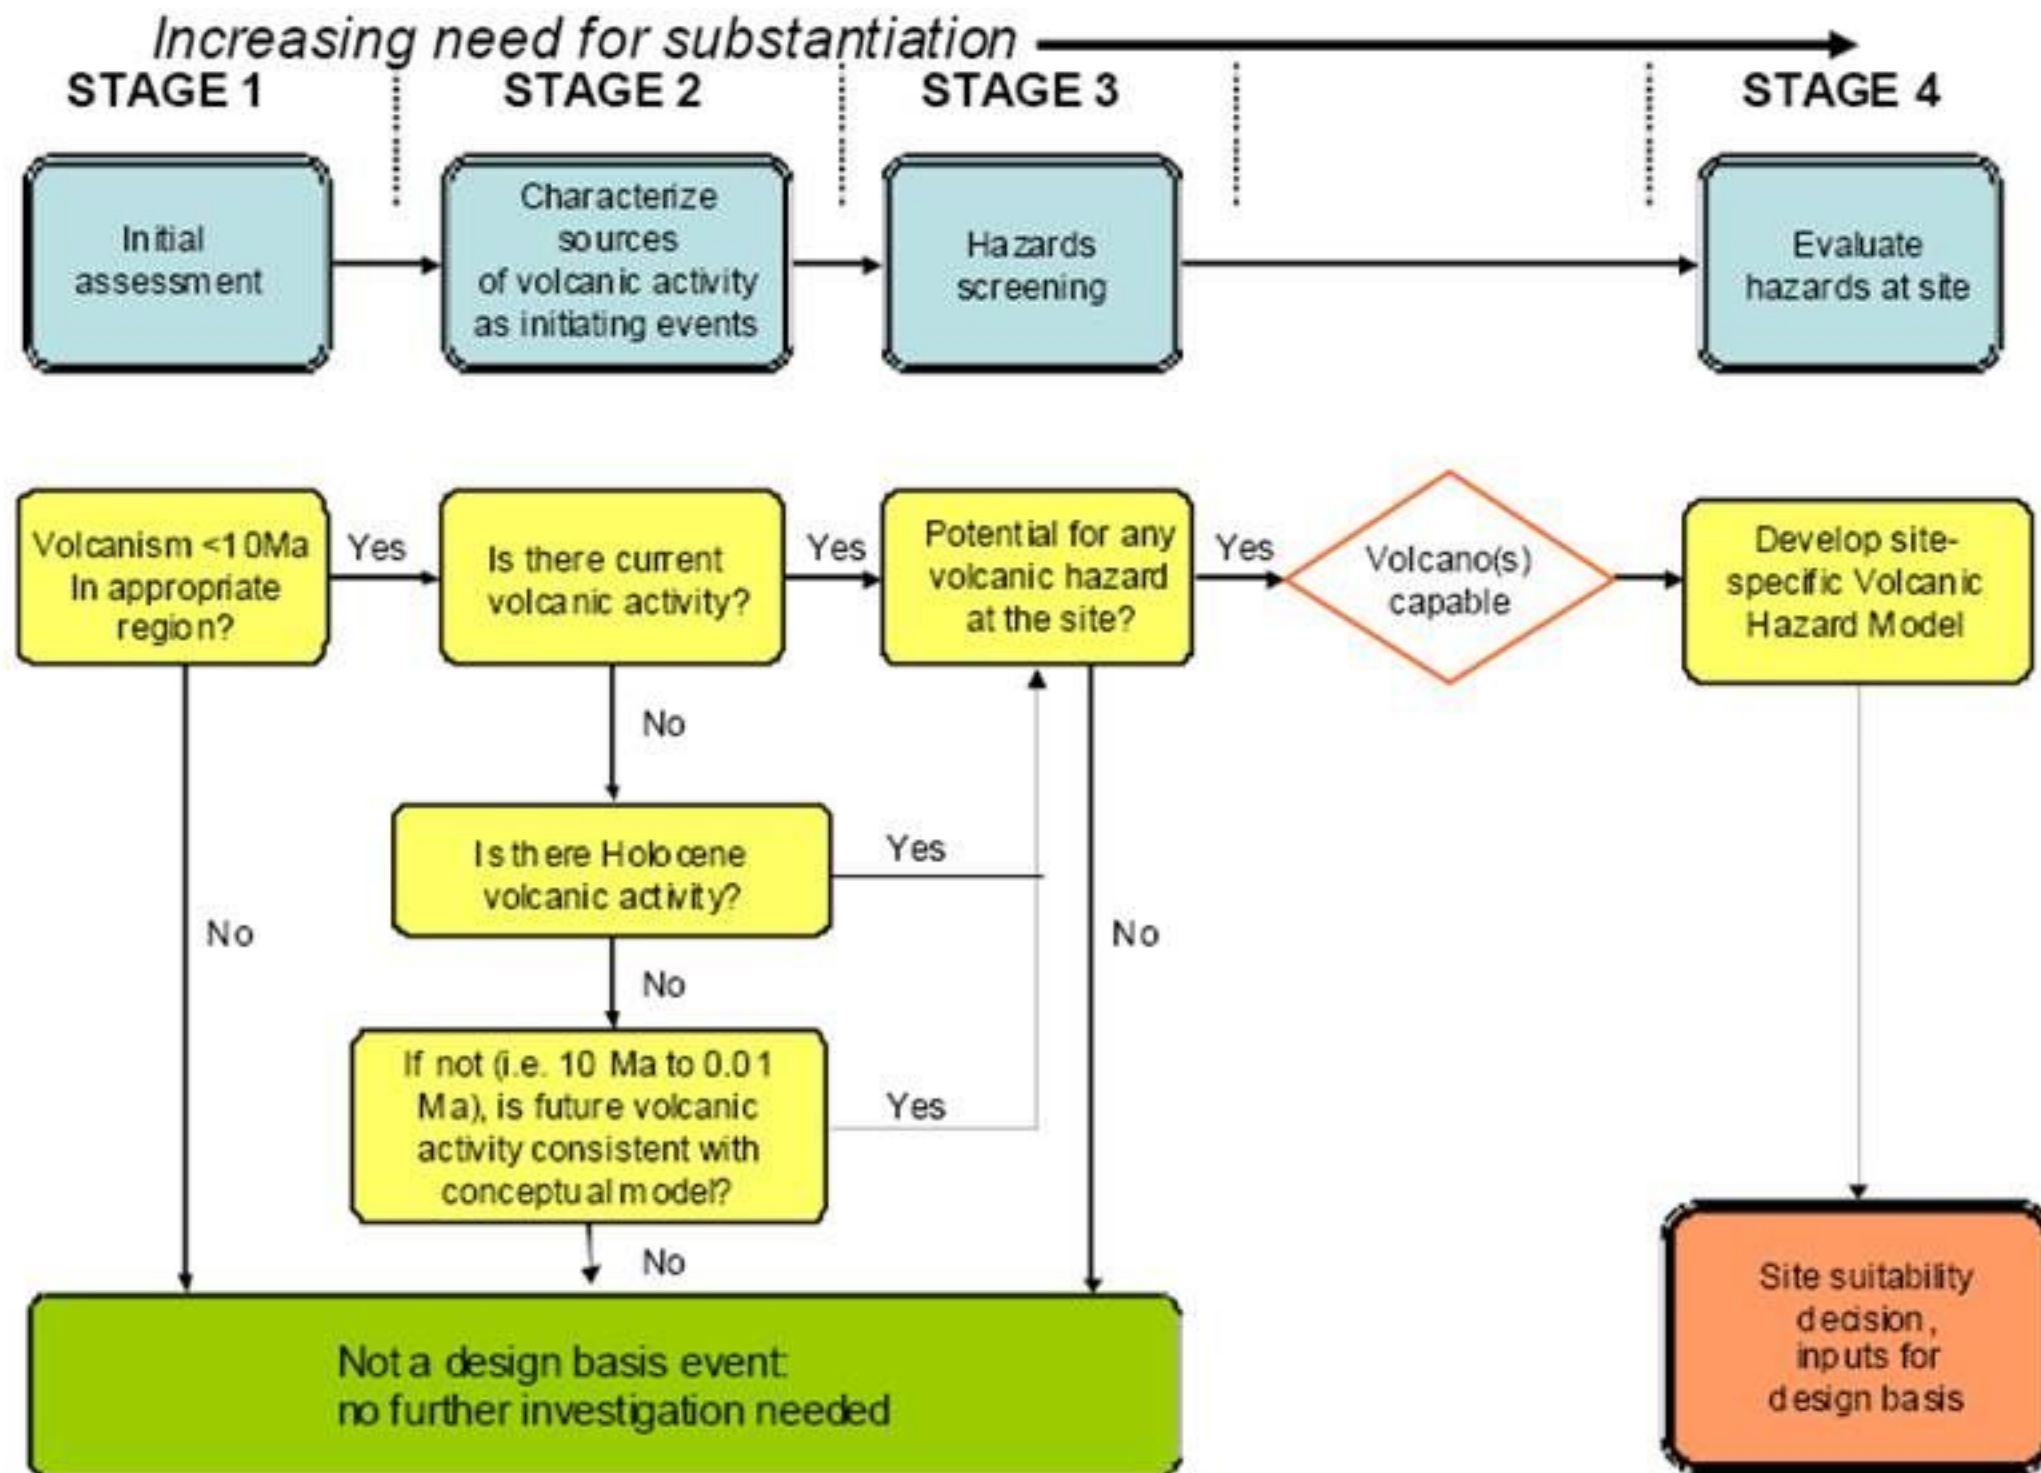 Increasing need for substantiation
STAGE 1
STAGE 2
STAGE 3
STAGE 4
Initial
assessment
Characterize
sources
of volcanic activity
as initiating events
Hazards
screening
Evaluate
hazards at site
Volcanism <10Ma
In appropriate
region?
Yes
Is there current
volcanic activity?
Yes
Potential for any
volcanic hazard
at the site?
Yes
Volcano(s)
capable
Develop site-
specific Volcanic
Hazard Model
No
Is there Holocene
volcanic activity?
Yes
No
No
No
If not (i.e. 10 Ma to 0.01
Ma), is future volcanic
activity consistent with
conceptual model?
Yes
No
Not a design basis event:
no further investigation needed
Site suitability
decision,
inputs for
design basis